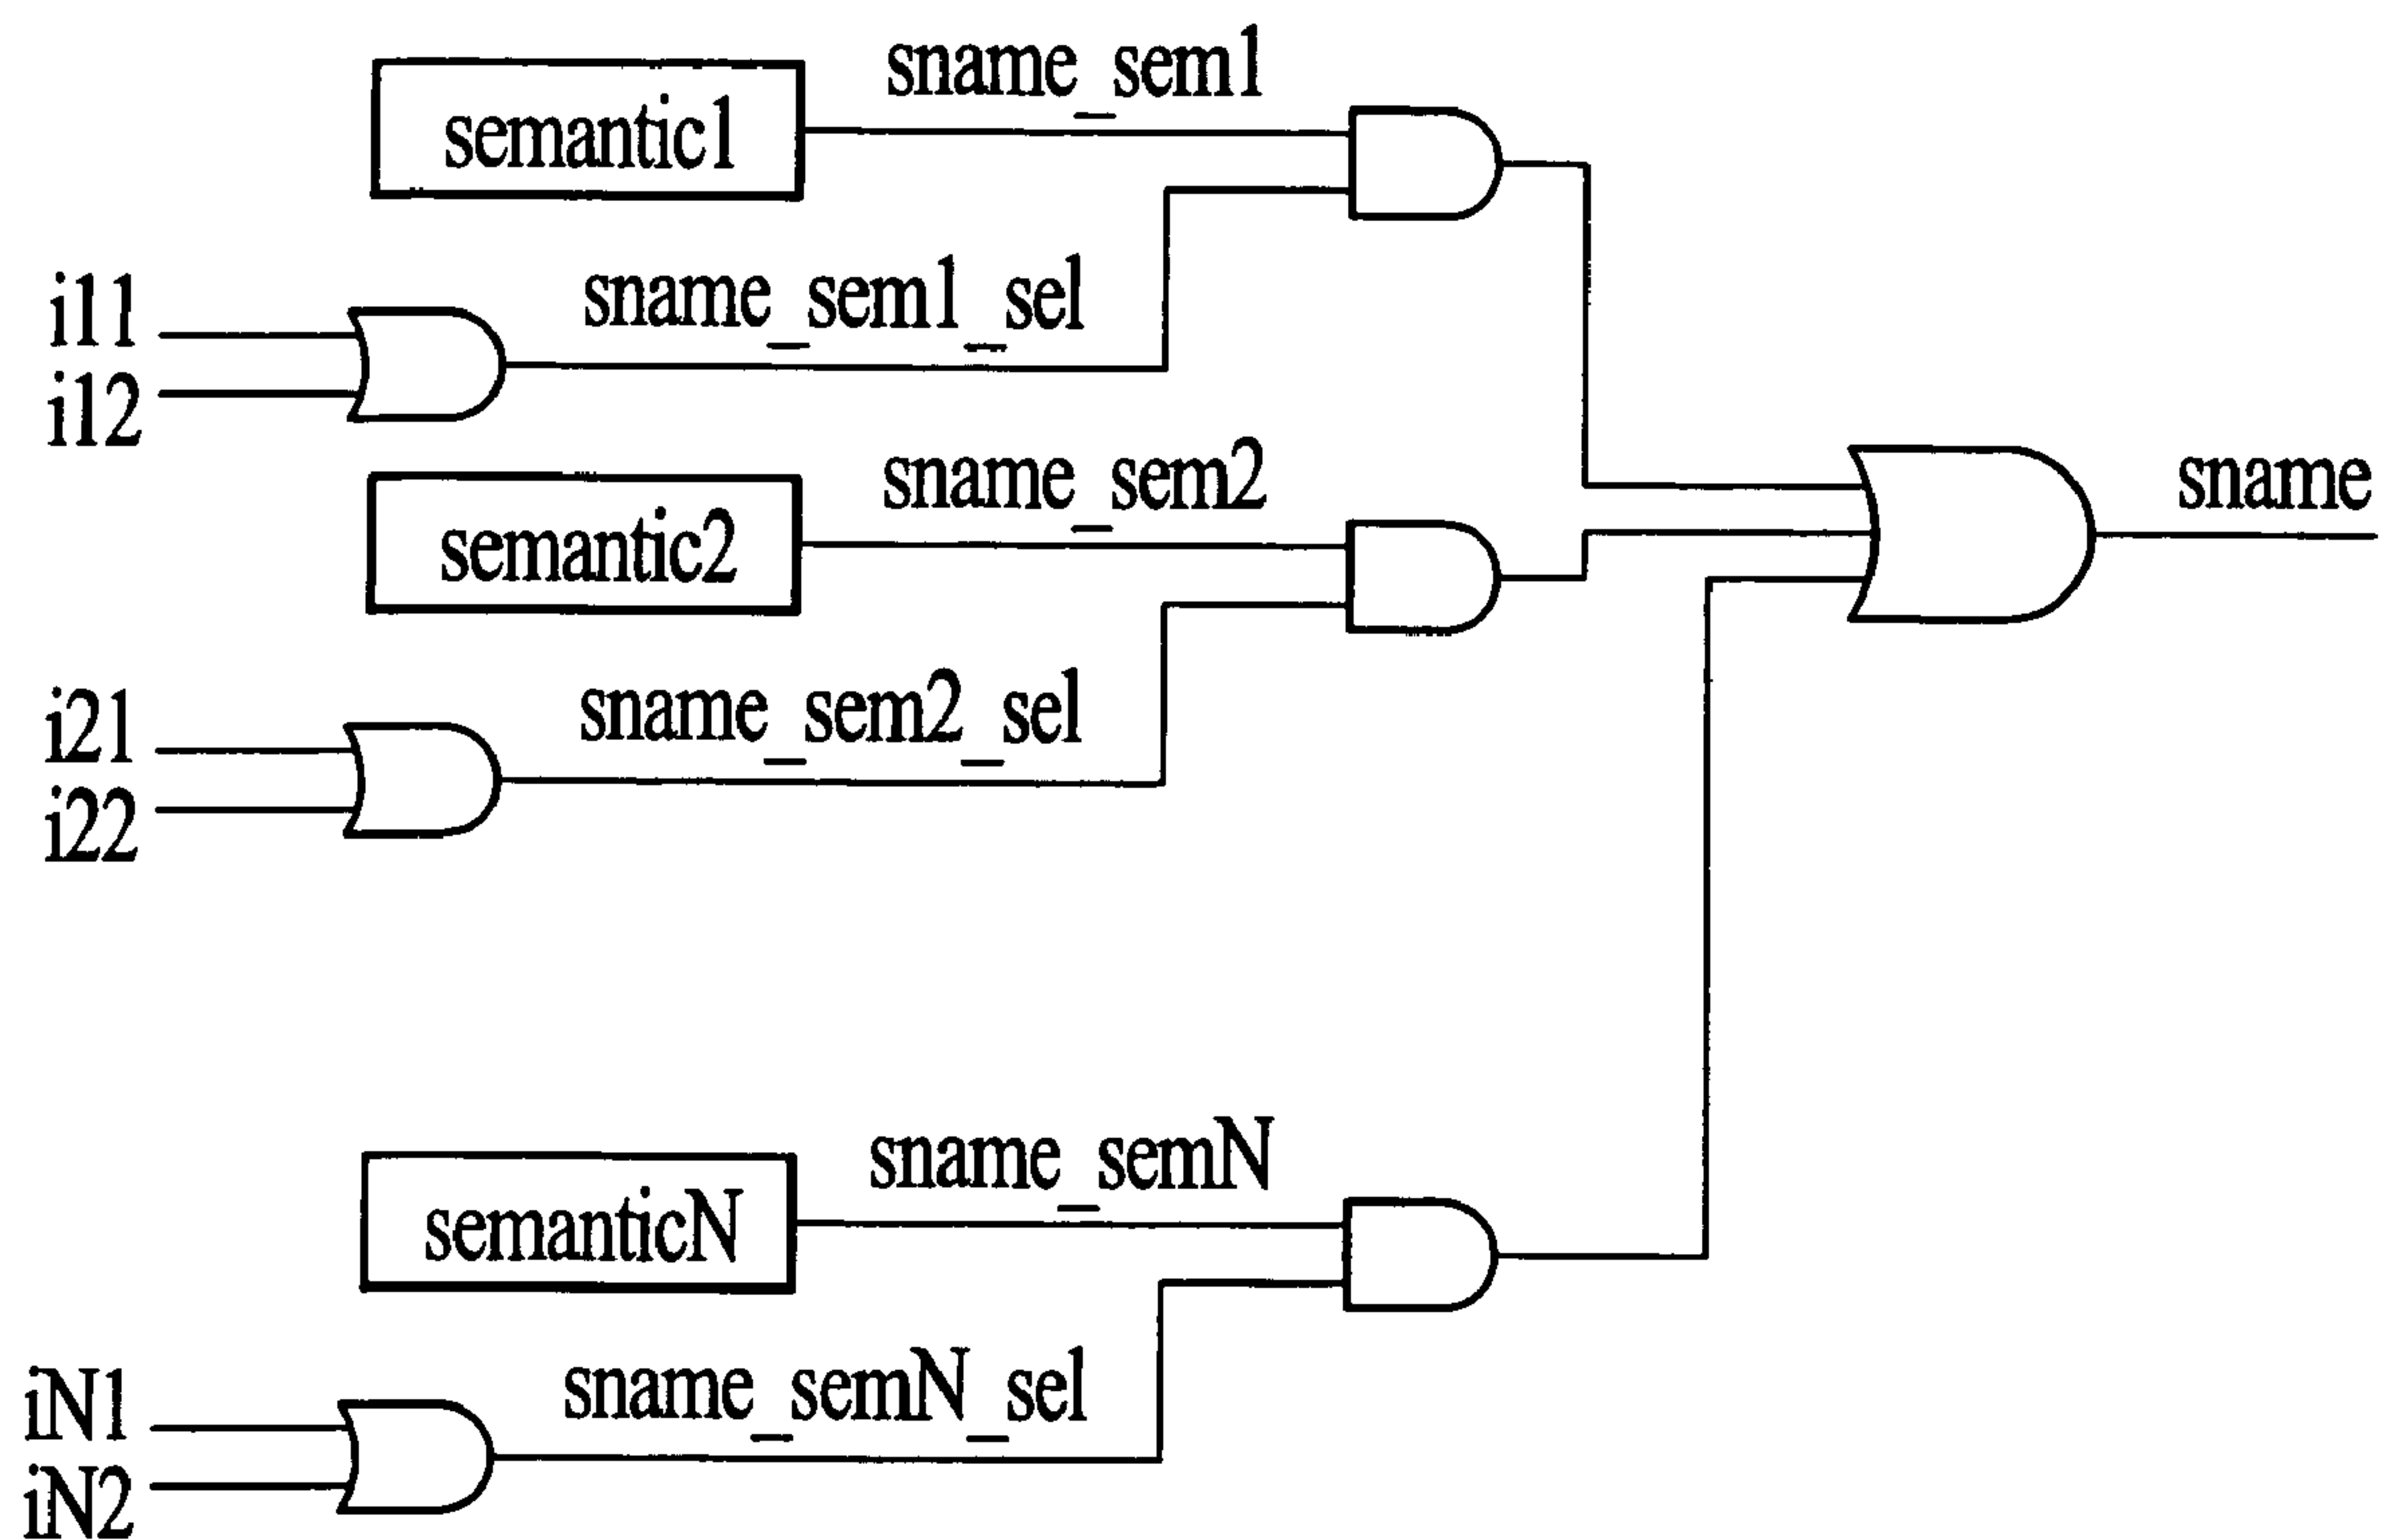 sname_sem1
semantic1
sname_sem1_sel
i11
i12
sname_sem2
sname
semantic2
sname_sem2_sel
i21
i22
sname_semN
semanticN
sname_semN_sel
iN1
iN2